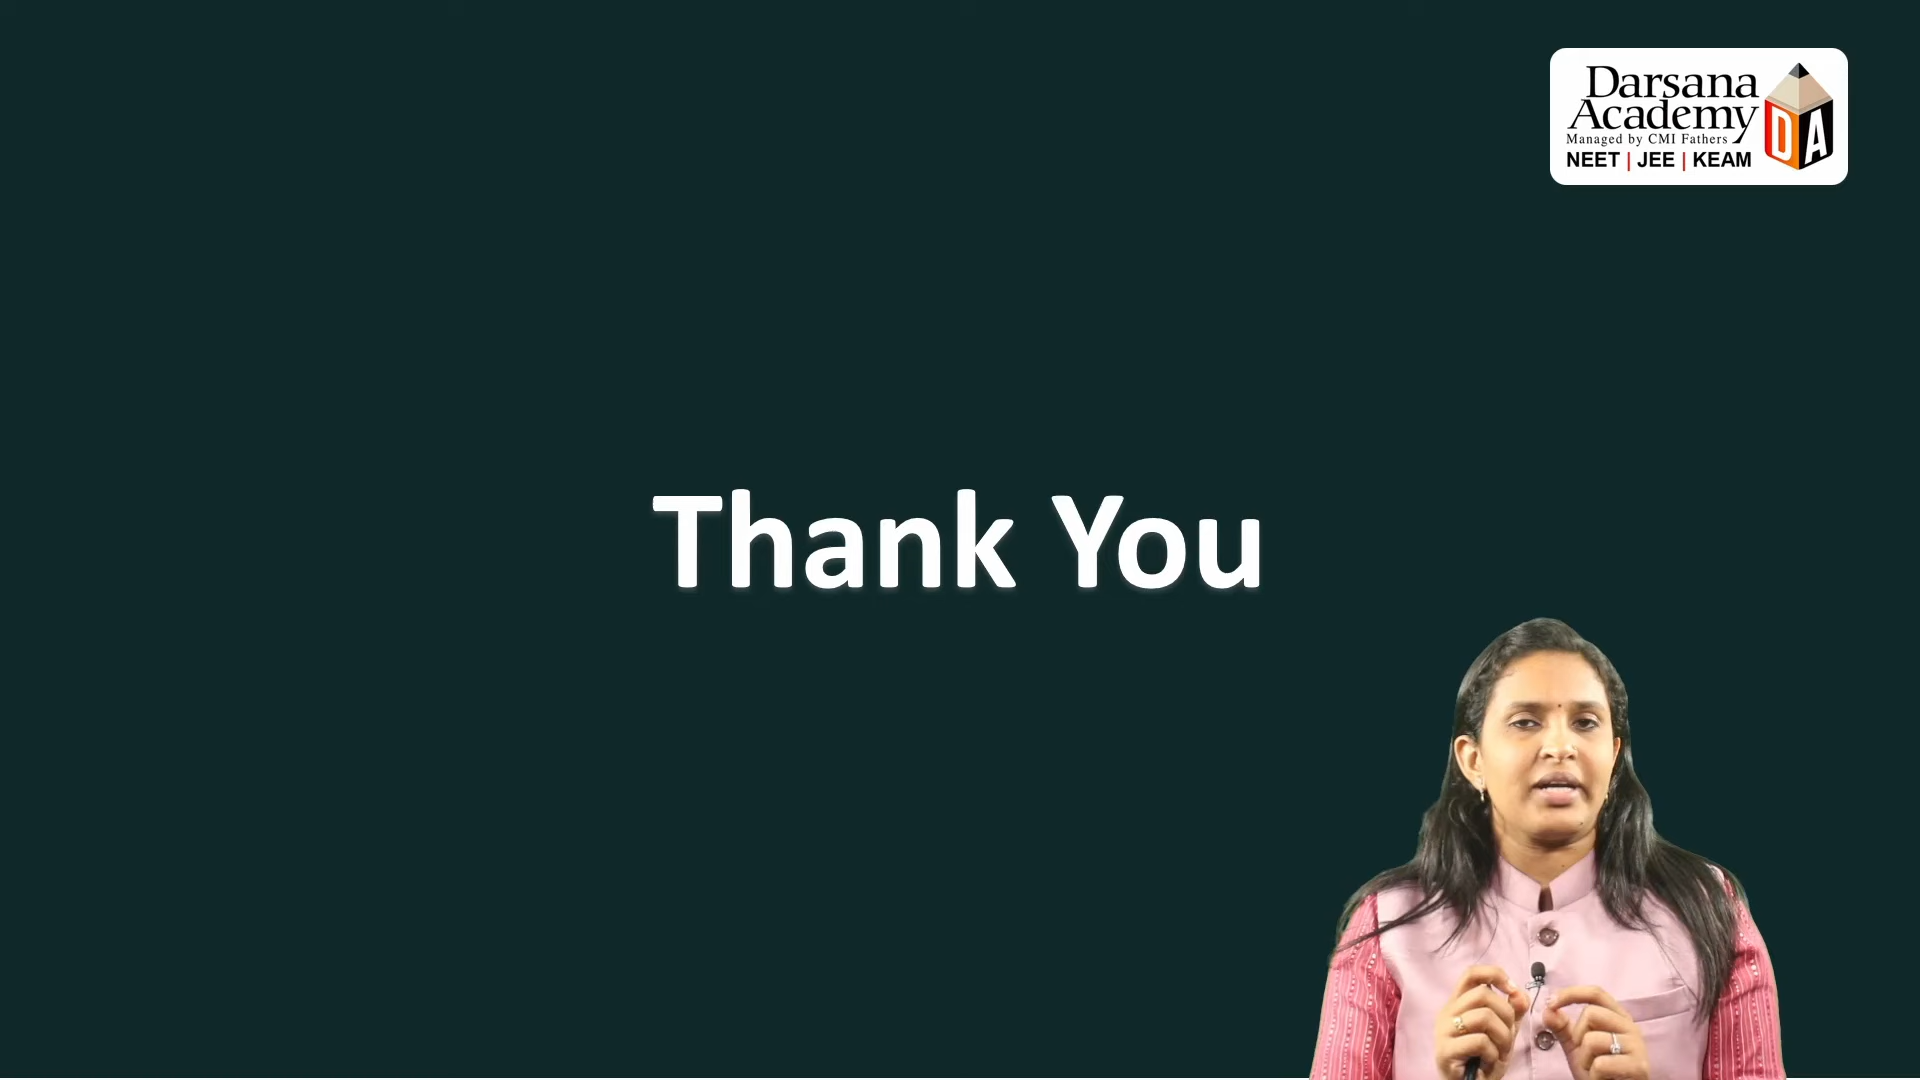 Darsana
Academy
Managed by CMI Fathers
NEET | JEE | KEAM
DA
Thank You